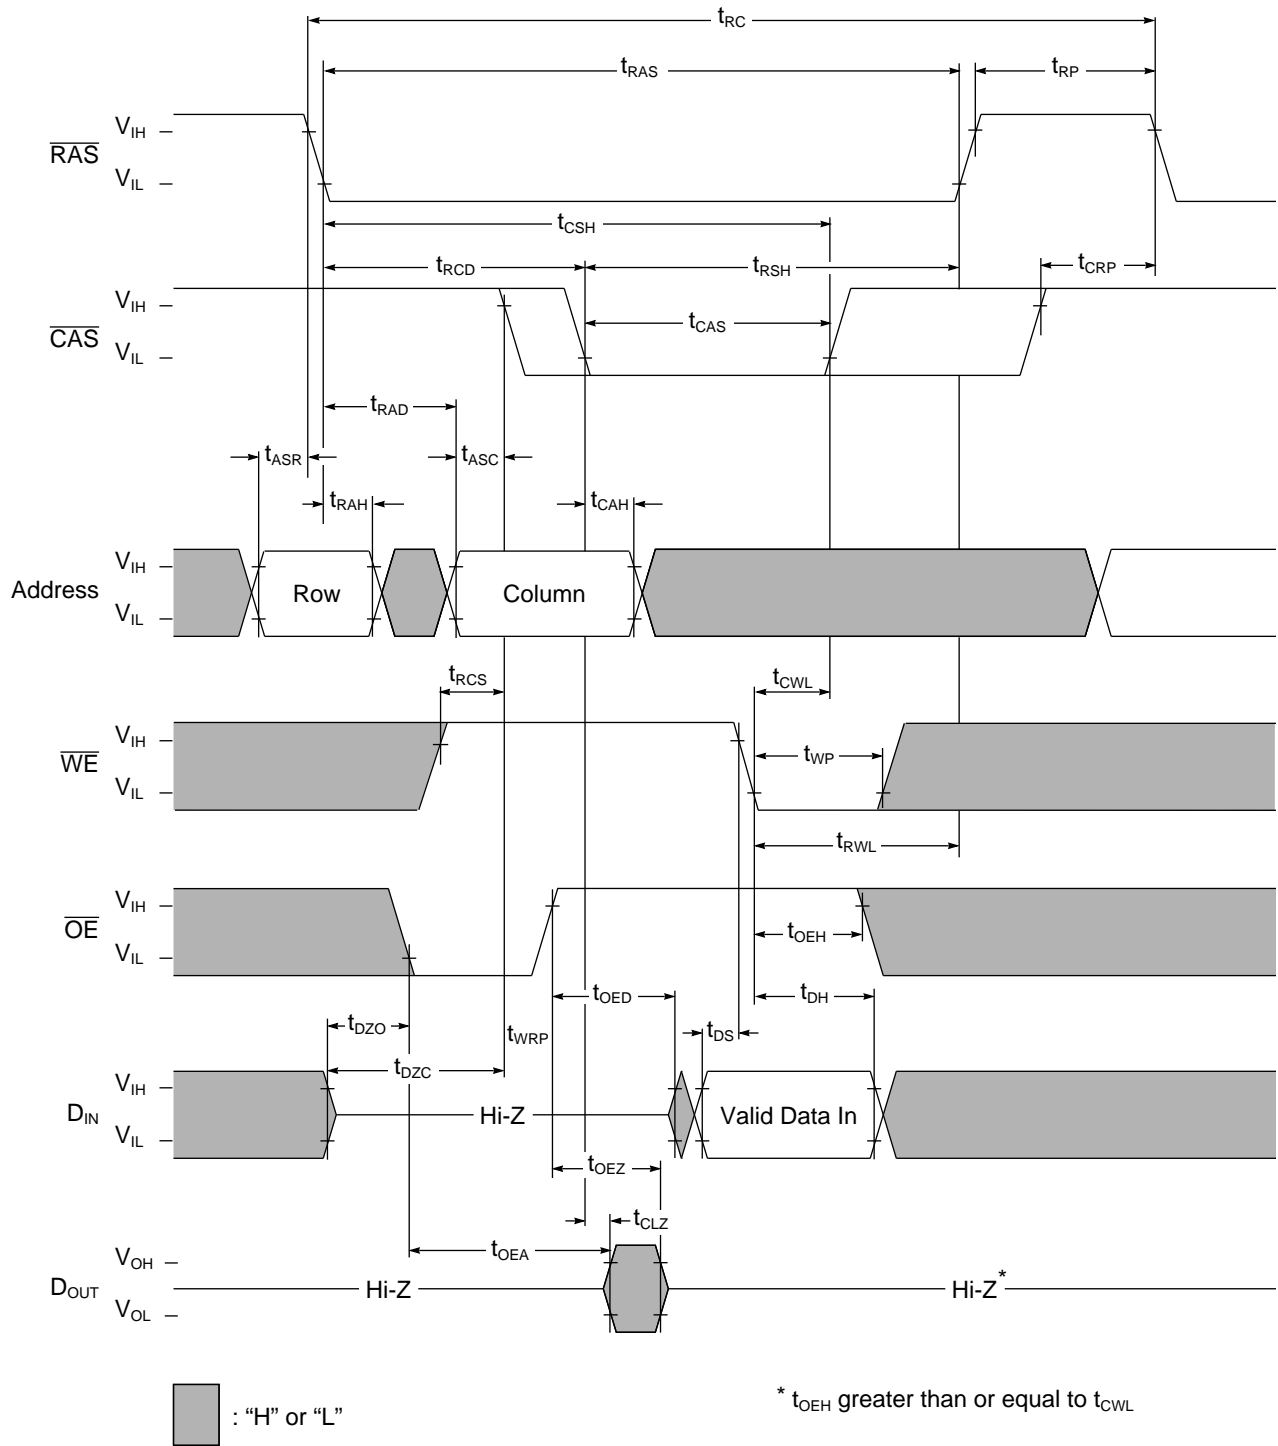 tRC
tRAS
tRP
RAS
VIH
VIL
tCSH
tRCD
tRSH
tCRP
CAS
VIH
VIL
tCAS
tRAD
tASR
tASC
tRAH
tCAH
Address
VIH
VIL
Row
Column
tRCS
tCWL
WE
VIH
VIL
tWP
tRWL
OE
VIH
VIL
tOEH
tOED
tDH
tDZO
tWRP
tDS
tDZC
DIN
VIH
VIL
Hi-Z
Valid Data In
tOEZ
tCLZ
tOEA
DOUT
VOH
VOL
Hi-Z
Hi-Z*
: “H” or “L”
* tOEH greater than or equal to tCWL